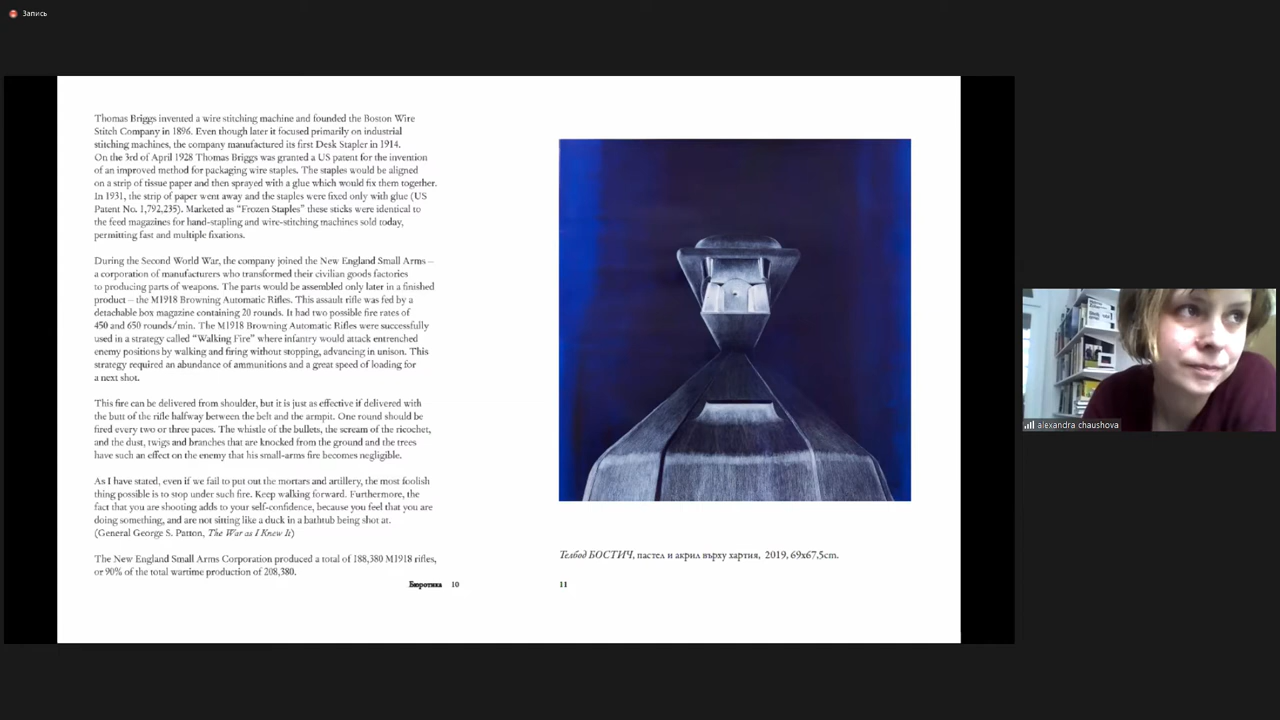 Запись
Thomas Briggs invented a wire stitching machine and founded the Boston Wire
Stitch Company in 1896. Even though later it focused primarily on industrial
stitching machines, the company manufactured its first Desk Stapler in 1914.
On the 3rd of April 1928 Thomas Briggs was granted a US patent for the invention
of an improved method for packaging wire staples. The staples would be aligned
on a strip of tissue paper and then sprayed with a glue which would fix them together.
In 1931, the strip of paper went away and the staples were fixed only with glue (US
Patent No. 1,792,235). Marketed as “Frozen Staples” these sticks were identical to
the feed magazines for hand-stapling and wire-stitching machines sold today,
permitting fast and multiple fixations.
During the Second World War, the company joined the New England Small Arms –
a corporation of manufacturers who transformed their civilian goods factories
to producing parts of weapons. The parts would be assembled only later in a finished
product – the M1918 Browning Automatic Rifles. This assault rifle was fed by a
detachable box magazine containing 20 rounds. It had two possible fire rates of
450 and 650 rounds/min. The M1918 Browning Automatic Rifles were successfully
used in a strategy called “Walking Fire” where infantry would attack entrenched
enemy positions by walking and firing without stopping, advancing in unison. This
strategy required an abundance of ammunitions and a great speed of loading for
a next shot.
This fire can be delivered from shoulder, but it is just as effective if delivered with
the butt of the rifle halfway between the belt and the armpit. One round should be
fired every two or three paces. The whistle of the bullets, the scream of the ricochet,
and the dust, twigs and branches that are knocked from the ground and the trees
have such an effect on the enemy that his small-arms fire becomes negligible.
As I have stated, even if we fail to put out the mortars and artillery, the most foolish
thing possible is to stop under such fire. Keep walking forward. Furthermore, the
fact that you are shooting adds to your self-confidence, because you feel that you are
doing something, and are not sitting like a duck in a bathtub being shot at.
(General George S. Patton, The War as I Knew It)
The New England Small Arms Corporation produced a total of 188,380 M1918 rifles,
or 90% of the total wartime production of 208,380.
Бюротика 10
Телбод БОСТИЧ, пастел и акрил върху хартия, 2019, 69x67,5cm.
11
alexandra chaushova